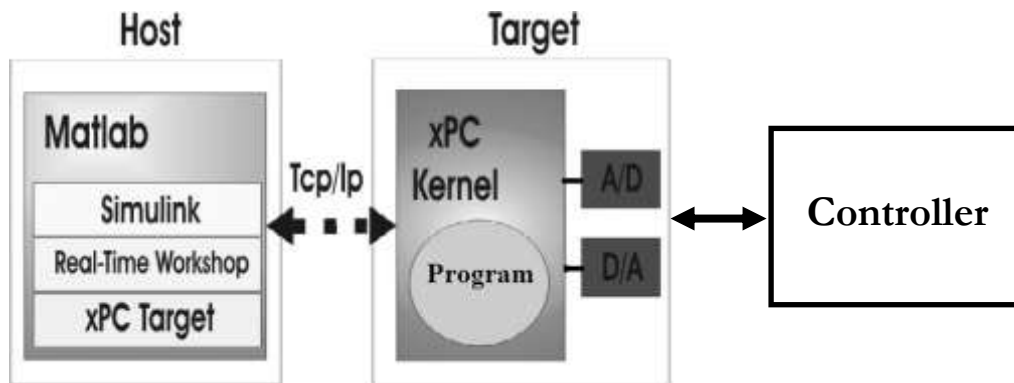 Host
Target
Matlab
Simulink
Real-Time Workshop
xPC Target
Tcp/Ip
xPC
Kernel
Program
A/D
D/A
Controller